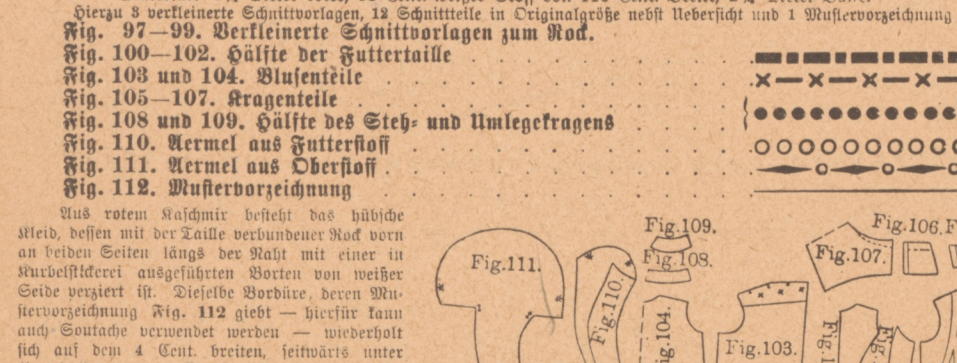 Hierzu 3 verkleinerte Schnittvorlagen, 12 Schnittteile in Originalgröße nebst Uebersicht und 1 Mustervorzeichnung
Fig. 97—99. Verkleinerte Schnittvorlagen zum Rock.
Fig. 100—102. Hälfte der Futtertaille
Fig. 103 und 104. Blusenteile
Fig. 105—107. Kragenteile
Fig. 108 und 109. Hälfte des Steh- und Umlegekragens
Fig. 110. Aermel aus Futterstoff
Fig. 111. Aermel aus Oberstoff
Fig. 112. Mustervorzeichnung
Aus rotem Kaschmir besteht das hübsche
Kleid, dessen mit der Taille verbundener Rock vorn
an beiden Seiten längs der Naht mit einer in
Kurbelstickerei ausgeführten Borten von weißer
Seide verziert ist. Dieselbe Bordüre, deren Mu-
stervorzeichnung Fig. 112 giebt — hierfür kann
auch Soutache verwendet werden — wiederholt
sich auf dem 4 Cent. breiten, seitwärts unter
Fig.109.
Fig.106.
Fig.107.
Fig.111.
Fig.108.
Fig.110.
Fig.104.
Fig.103.